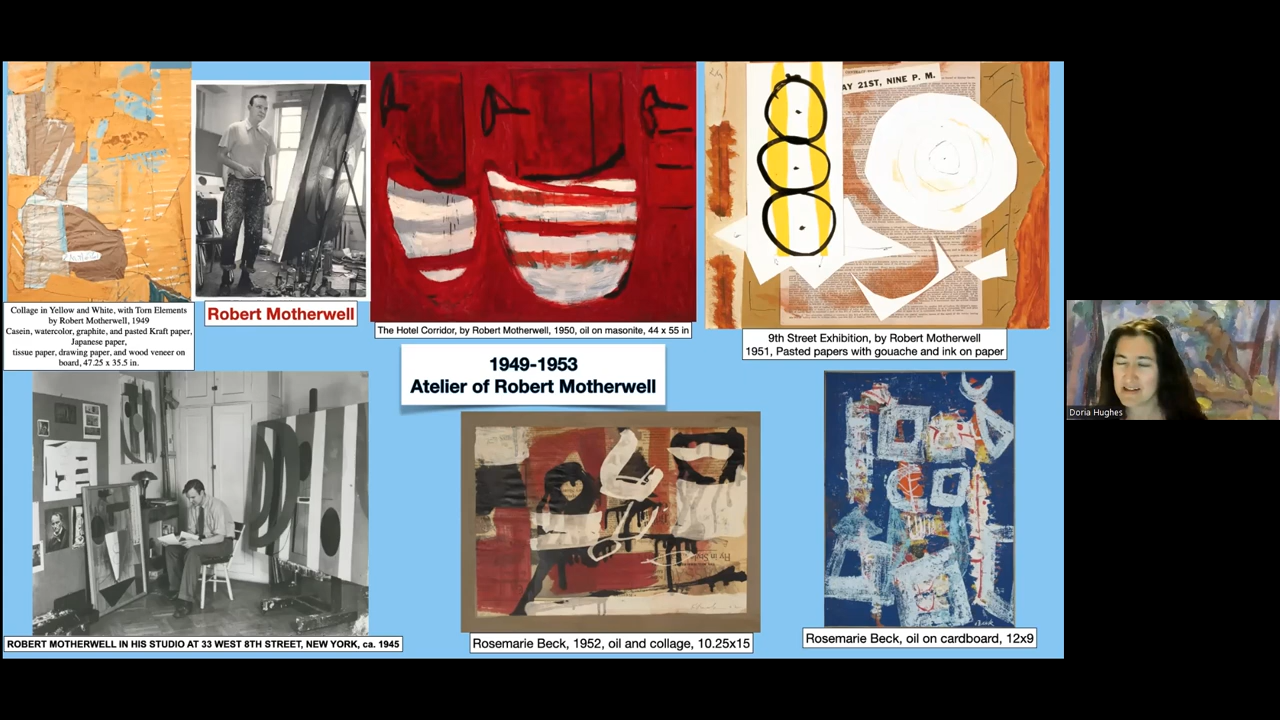 AY 21ST, NINE P. M.
Collage in Yellow and White, with Torn Elements
by Robert Motherwell, 1949
Casein, watercolor, graphite, and pasted Kraft paper,
Japanese paper,
tissue paper, drawing paper, and wood veneer on
board, 47.25 x 35.5 in.
Robert Motherwell
The Hotel Corridor, by Robert Motherwell, 1950, oil on masonite, 44 x 55 in
9th Street Exhibition, by Robert Motherwell
1951, Pasted papers with gouache and ink on paper
1949-1953
Atelier of Robert Motherwell
ROBERT MOTHERWELL IN HIS STUDIO AT 33 WEST 8TH STREET, NEW YORK, ca. 1945
Fly in Style
Rosemarie Beck, 1952, oil and collage, 10.25x15
Rosemarie Beck, oil on cardboard, 12x9
Doria Hughes